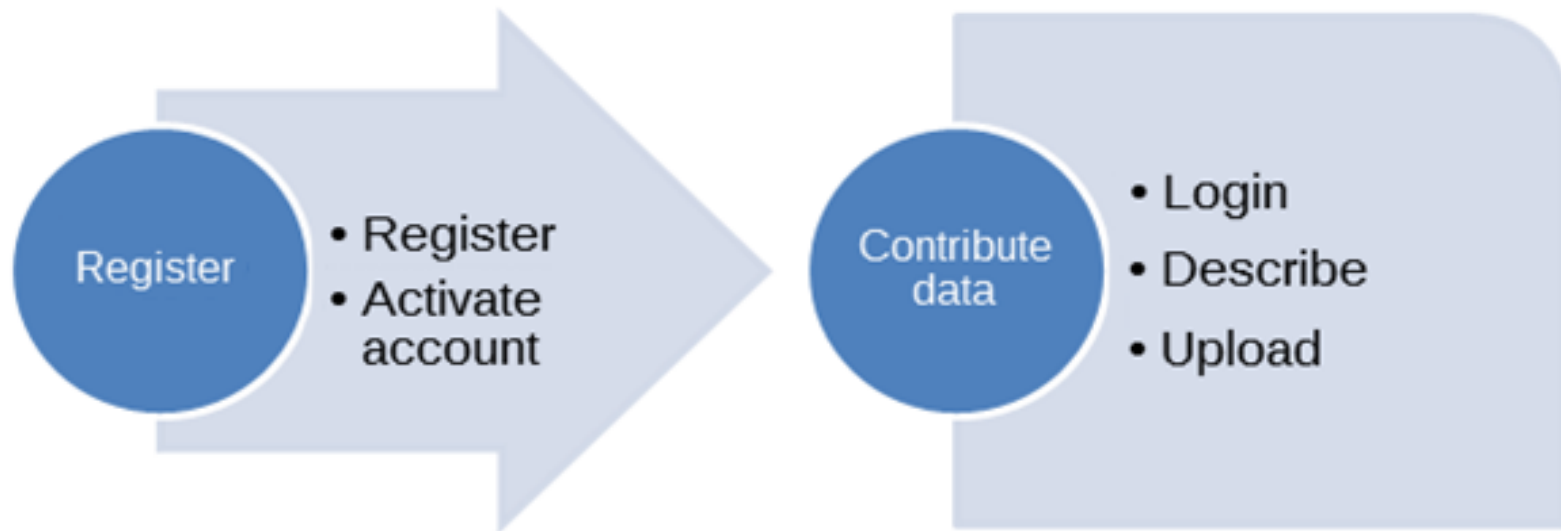 Register
• Register
• Activate
account
Contribute
data
• Login
• Describe
• Upload